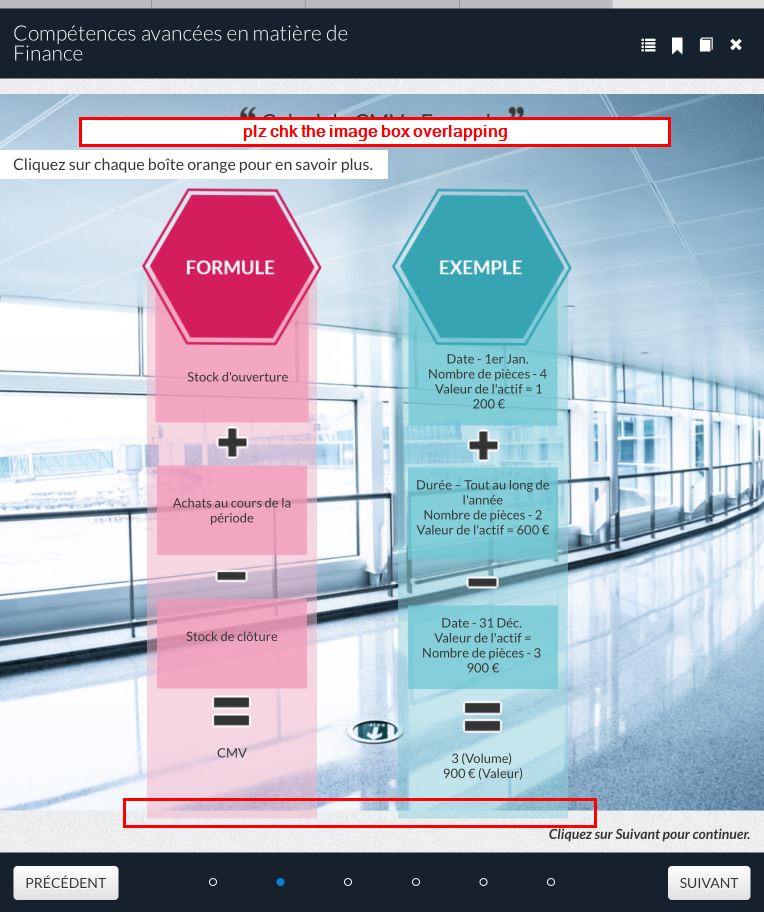 Compétences avancées en matière de
Finance
plz chk the image box overlapping
Cliquez sur chaque boîte orange pour en savoir plus.
FORMULE
EXEMPLE
Stock d'ouverture
Date - 1er Jan.
Nombre de pièces - 4
Valeur de l'actif = 1
200 €
Achats au cours de la
période
Durée – Tout au long de
l'année
Nombre de pièces - 2
Valeur de l'actif = 600 €
Stock de clôture
Date - 31 Déc.
Valeur de l'actif =
Nombre de pièces - 3
900 €
CMV
3 (Volume)
900 € (Valeur)
Cliquez sur Suivant pour continuer.
PRÉCÉDENT
SUIVANT